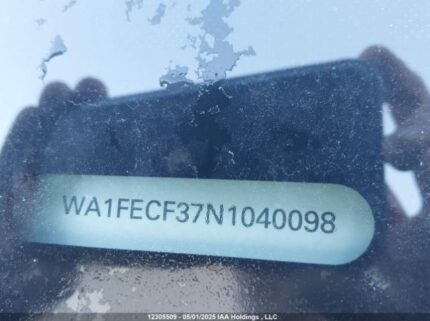 WA1FECF37N1040098
12305509 - 05/01/2025 IAA Holdings , LLC